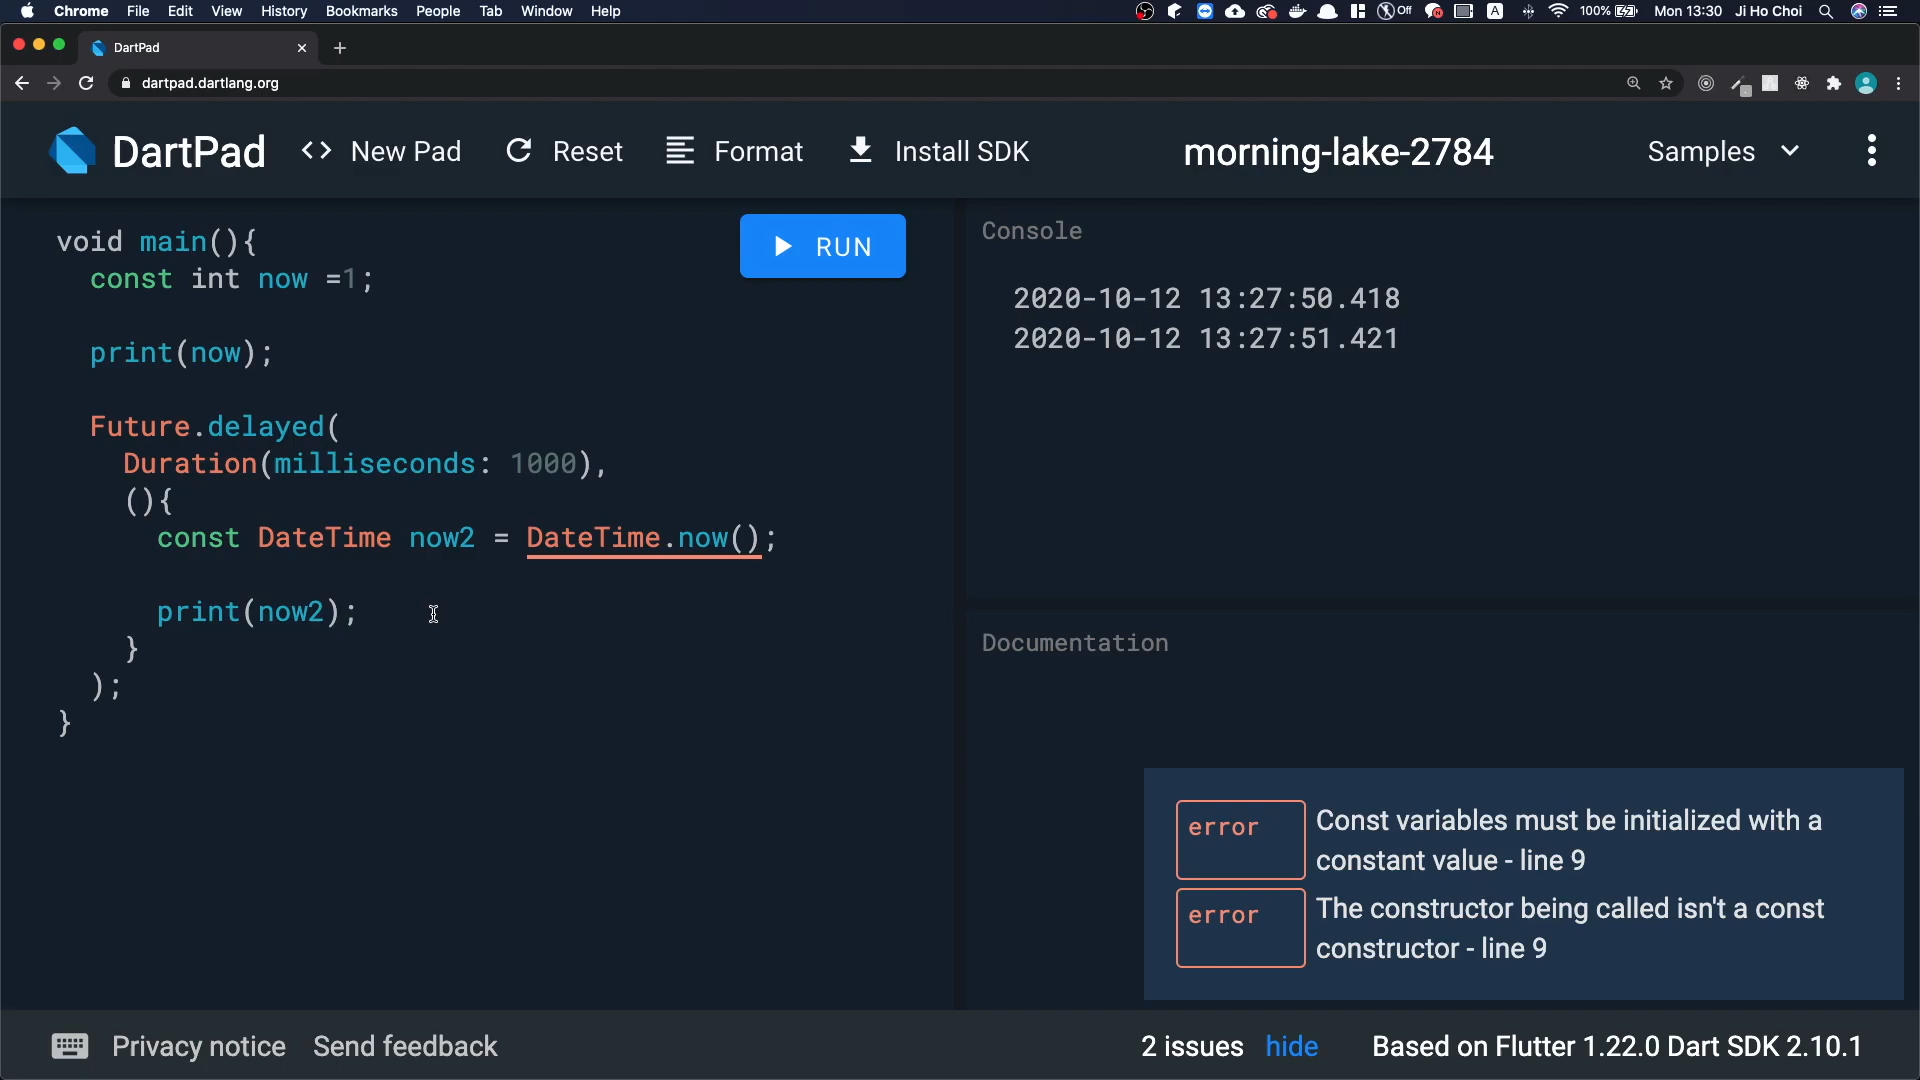 Chrome File Edit View History Bookmarks People Tab Window Help Off A 100% Mon 13:30 Ji Ho Choi
DartPad
dartpad.dartlang.org
DartPad <> New Pad Reset Format Install SDK morning-lake-2784 Samples
void main(){
const int now =1;
print(now);
Future.delayed(
Duration(milliseconds: 1000),
(){
const DateTime now2 = DateTime.now();
print(now2);
}
);
}
RUN
Console
2020-10-12 13:27:50.418
2020-10-12 13:27:51.421
Documentation
error Const variables must be initialized with a
constant value - line 9
error The constructor being called isn't a const
constructor - line 9
Privacy notice Send feedback 2 issues hide Based on Flutter 1.22.0 Dart SDK 2.10.1